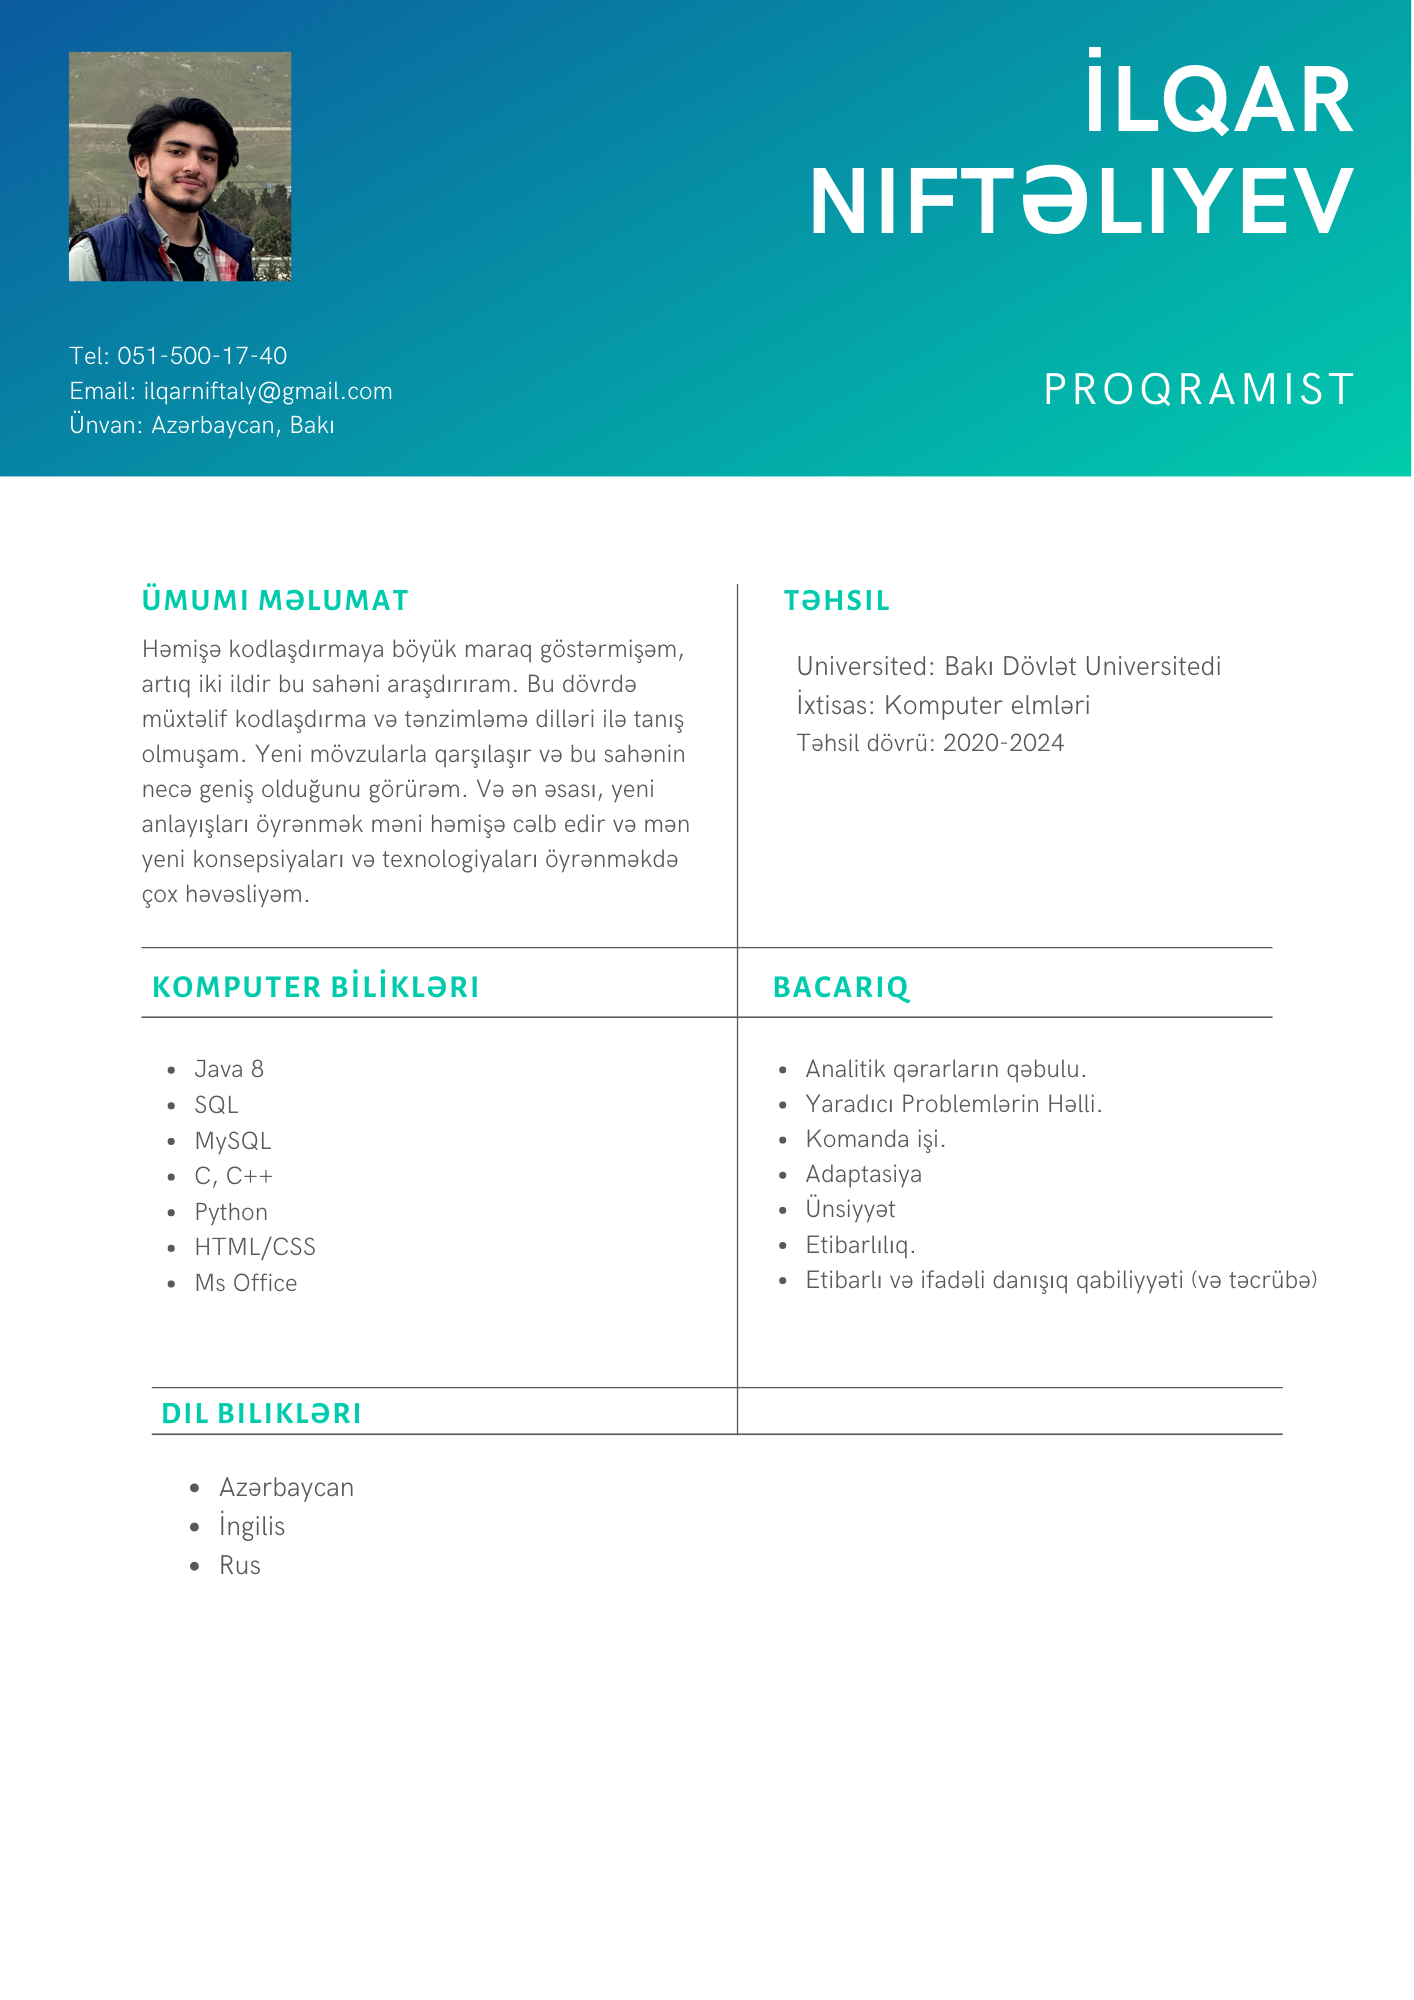 İLQAR
NIFTƏLIYEV
Tel: 051-500-17-40
Email: ilqarniftaly@gmail.com
Ünvan: Azərbaycan, Bakı
PROQRAMIST
ÜMUMI MƏLUMAT
Həmişə kodlaşdırmaya böyük maraq göstərmişəm,
artıq iki ildir bu sahəni araşdırıram. Bu dövrdə
müxtəlif kodlaşdırma və tənzimləmə dilləri ilə tanış
olmuşam. Yeni mövzularla qarşılaşır və bu sahənin
necə geniş olduğunu görürəm. Və ən əsası, yeni
anlayışları öyrənmək məni həmişə cəlb edir və mən
yeni konsepsiyaları və texnologiyaları öyrənməkdə
çox həvəsliyəm.
TƏHSIL
Universited: Bakı Dövlət Universitedi
İxtisas: Komputer elmləri
Təhsil dövrü: 2020-2024
KOMPUTER BİLİKLƏRI
• Java 8
• SQL
• MySQL
• C, C++
• Python
• HTML/CSS
• Ms Office
BACARIQ
• Analitik qərarların qəbulu.
• Yaradıcı Problemlərin Həlli.
• Komanda işi.
• Adaptasiya
• Ünsiyyət
• Etibarlılıq.
• Etibarlı və ifadəli danışıq qabiliyyəti (və təcrübə)
DIL BILIKLƏRI
• Azərbaycan
• İngilis
• Rus